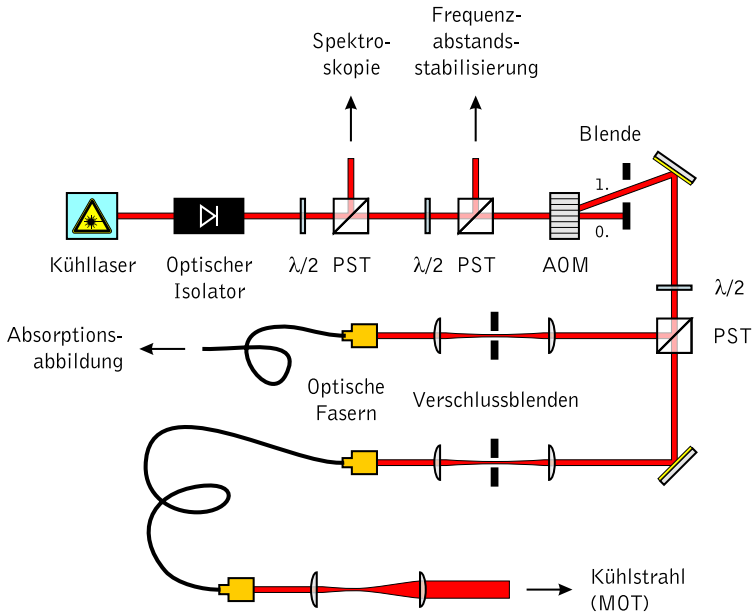 Frequenz-
abstands-
stabilisierung
Spektro-
skopie
Blende
1.
0.
Kühllaser
Optischer
Isolator
λ/2
PST
λ/2
PST
AOM
λ/2
PST
Absorptions-
abbildung
Optische
Fasern
Verschlussblenden
Kühlstrahl
(MOT)